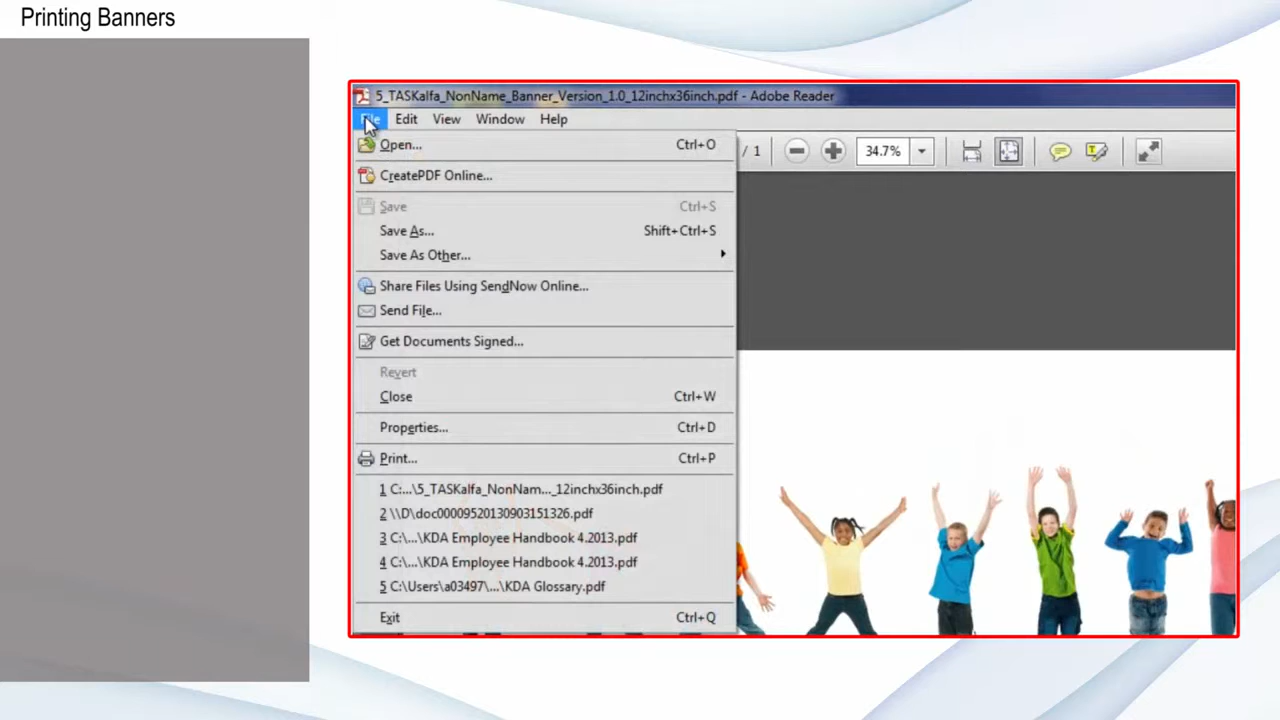 Printing Banners
5_TASKalfa_NonName_Banner_Version_1.0_12inchx36inch.pdf - Adobe Reader
File Edit View Window Help
Open... Ctrl+O
/ 1 34.7%
CreatePDF Online...
Save Ctrl+S
Save As... Shift+Ctrl+S
Save As Other...
Share Files Using SendNow Online...
Send File...
Get Documents Signed...
Revert
Close Ctrl+W
Properties... Ctrl+D
Print... Ctrl+P
1 C:...\5_TASKalfa_NonNam..._12inchx36inch.pdf
2 \\D\doc00009520130903151326.pdf
3 C:\...\KDA Employee Handbook 4.2013.pdf
4 C:\...\KDA Employee Handbook 4.2013.pdf
5 C:\Users\a03497\...\KDA Glossary.pdf
Exit Ctrl+Q